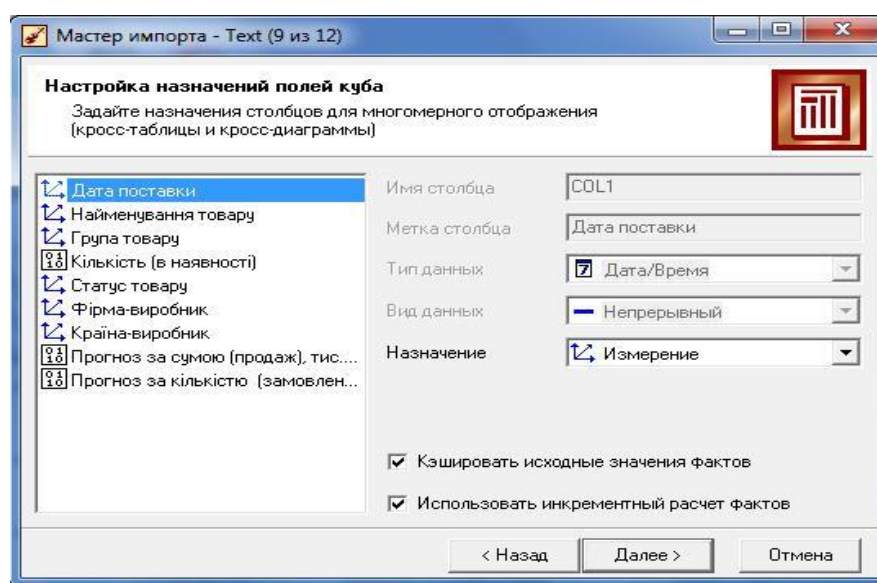 Мастер импорта - Text (9 из 12)
Настройка назначений полей куба
Задайте назначения столбцов для многомерного отображения
(кросс-таблицы и кросс-диаграммы)
Дата поставки
Найменування товару
Група товару
Кількість (в наявності)
Статус товару
Фірма-виробник
Країна-виробник
Прогноз за сумою (продаж), тис....
Прогноз за кількістю (замовлен...
Имя столбца
COL1
Метка столбца
Дата поставки
Тип данных
Дата/Время
Вид данных
Непрерывный
Назначение
Измерение
Кэшировать исходные значения фактов
Использовать инкрементный расчет фактов
< Назад
Далее >
Отмена